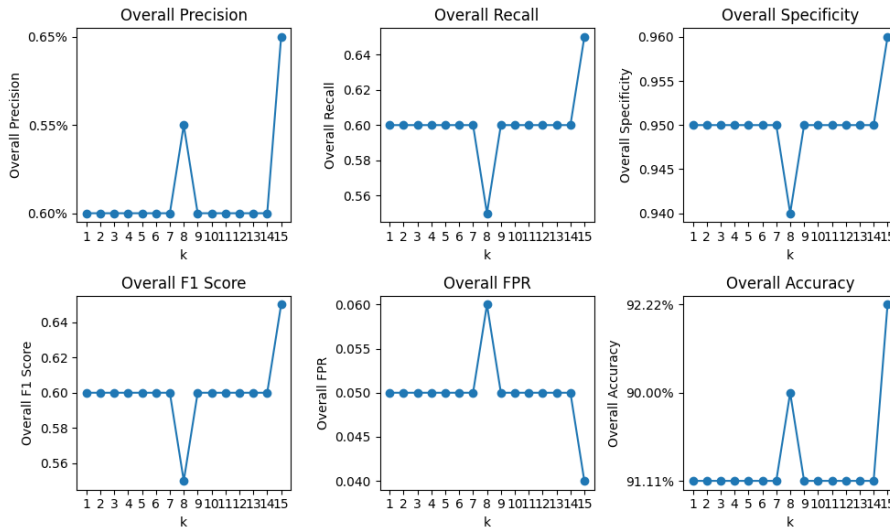 Overall Precision
Overall Recall
Overall Specificity
0.65%
0.55%
0.60%
Overall Precision
1 2 3 4 5 6 7 8 9 10 11 12 13 14 15
k
0.64
0.62
0.60
0.58
0.56
Overall Recall
1 2 3 4 5 6 7 8 9 10 11 12 13 14 15
k
0.960
0.955
0.950
0.945
0.940
Overall Specificity
1 2 3 4 5 6 7 8 9 10 11 12 13 14 15
k
Overall F1 Score
Overall FPR
Overall Accuracy
0.64
0.62
0.60
0.58
0.56
Overall F1 Score
1 2 3 4 5 6 7 8 9 10 11 12 13 14 15
k
0.060
0.055
0.050
0.045
0.040
Overall FPR
1 2 3 4 5 6 7 8 9 10 11 12 13 14 15
k
92.22%
90.00%
91.11%
Overall Accuracy
1 2 3 4 5 6 7 8 9 10 11 12 13 14 15
k